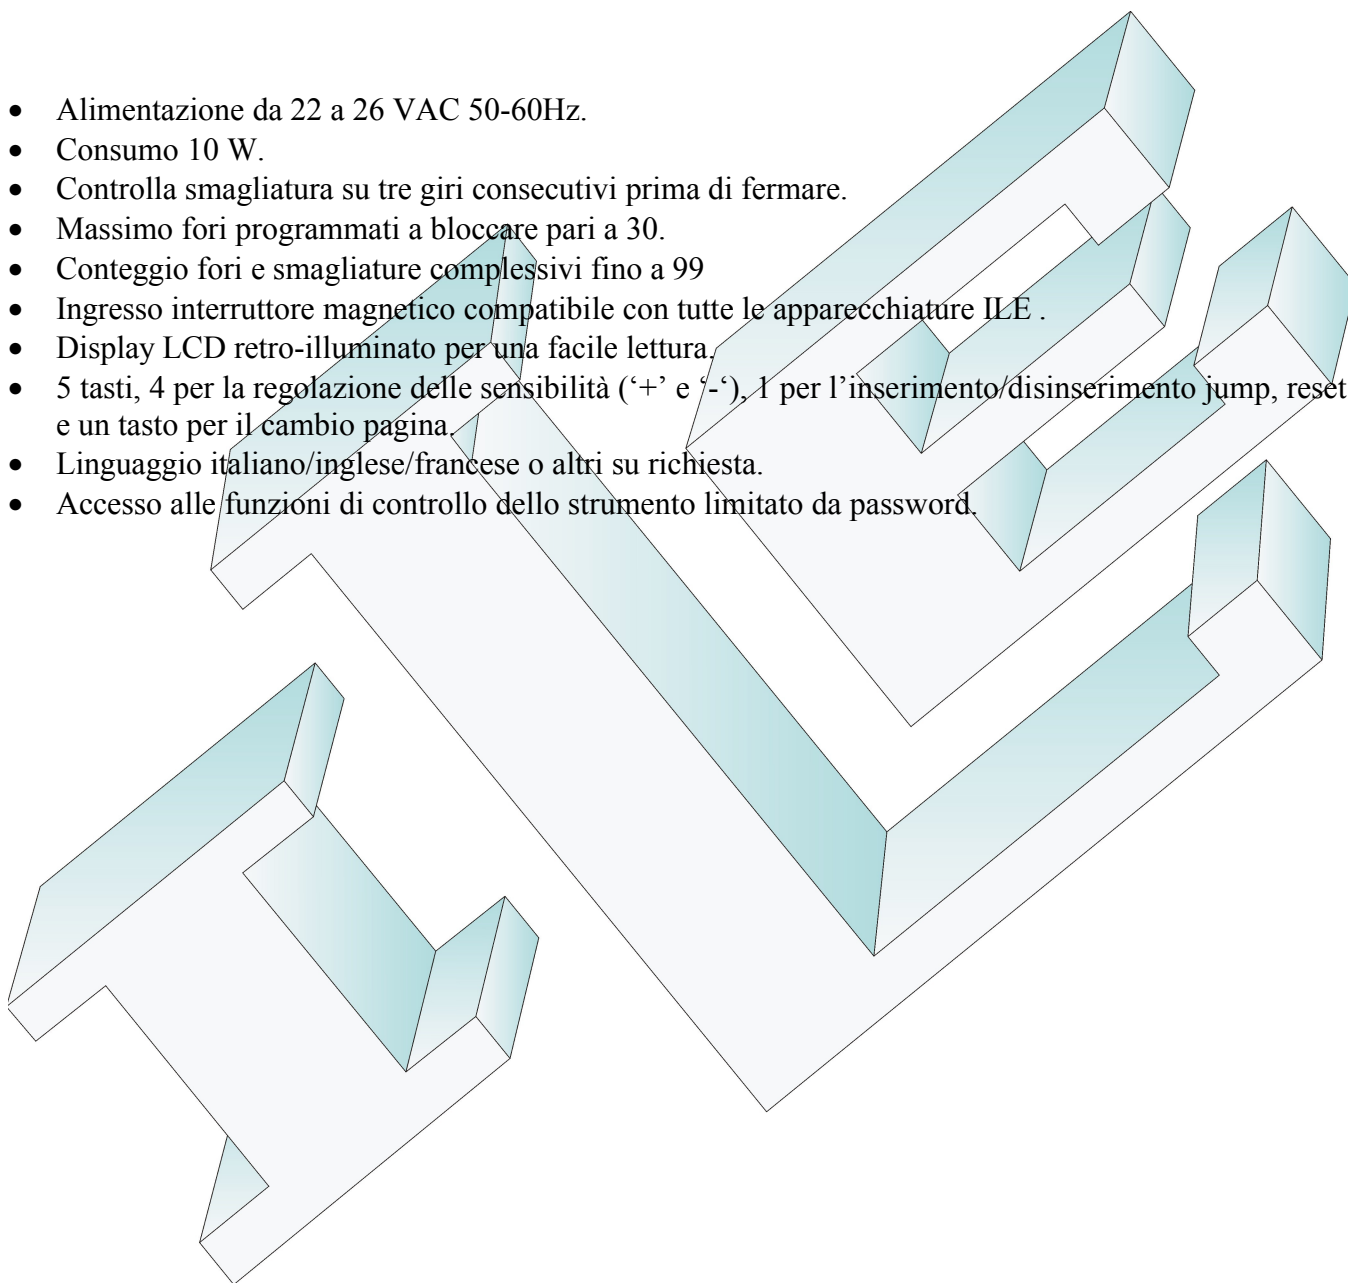 • Alimentazione da 22 a 26 VAC 50-60Hz.
• Consumo 10 W.
• Controlla smagliatura su tre giri consecutivi prima di fermare.
• Massimo fori programmati a bloccare pari a 30.
• Conteggio fori e smagliature complessivi fino a 99
• Ingresso interruttore magnetico compatibile con tutte le apparecchiature ILE .
• Display LCD retro-illuminato per una facile lettura.
• 5 tasti, 4 per la regolazione delle sensibilità (‘+’ e ‘-‘), 1 per l’inserimento/disinserimento jump, reset
e un tasto per il cambio pagina.
• Linguaggio italiano/inglese/francese o altri su richiesta.
• Accesso alle funzioni di controllo dello strumento limitato da password.
ILE